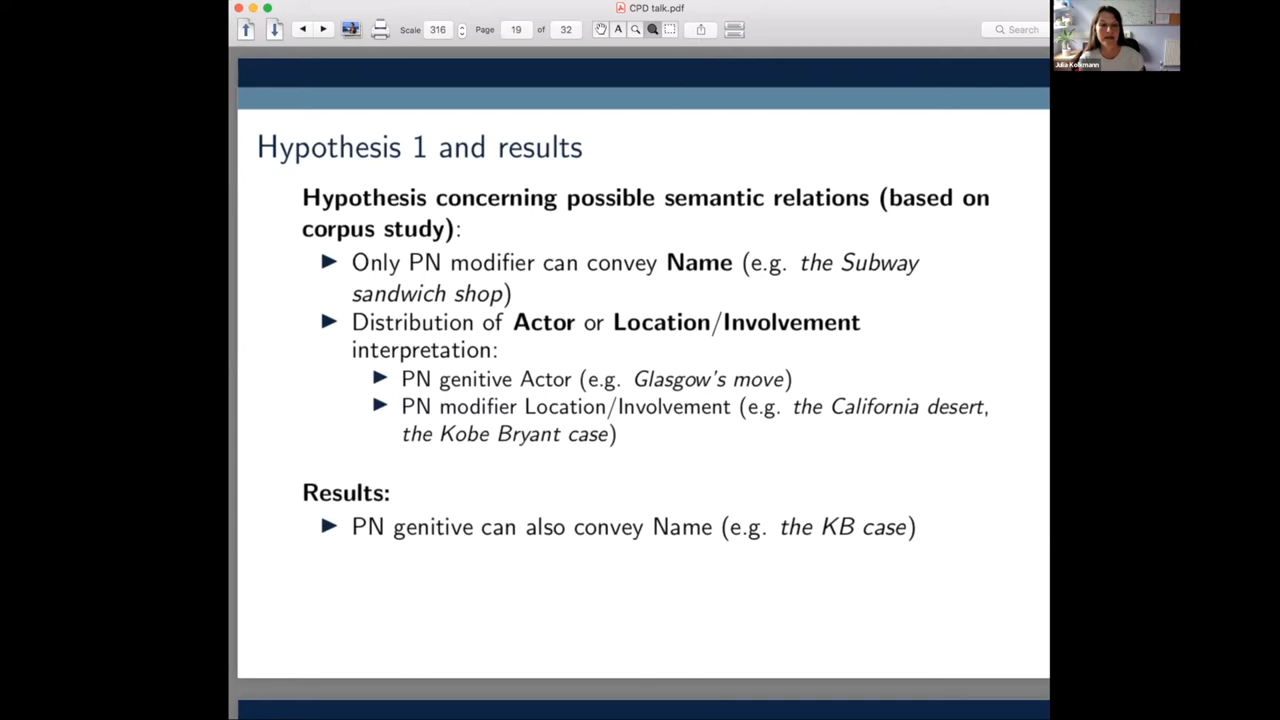 CPD talk.pdf
Scale 316 Page 19 of 32 Search
Julia Kolkmann
Hypothesis 1 and results
Hypothesis concerning possible semantic relations (based on
corpus study):
Only PN modifier can convey Name (e.g. the Subway
sandwich shop)
Distribution of Actor or Location/Involvement
interpretation:
PN genitive Actor (e.g. Glasgow's move)
PN modifier Location/Involvement (e.g. the California desert,
the Kobe Bryant case)
Results:
PN genitive can also convey Name (e.g. the KB case)